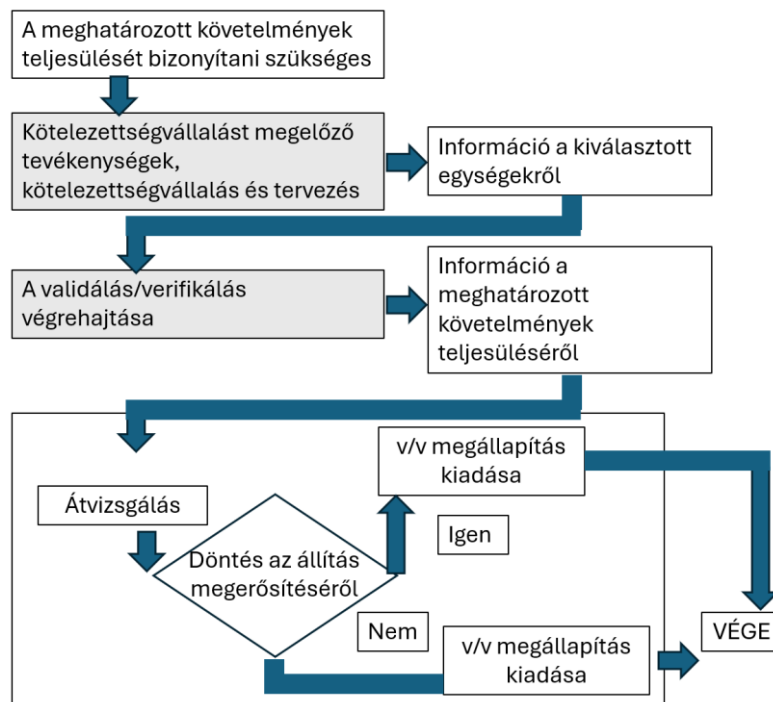 A meghatározott követelmények
teljesülését bizonyítani szükséges
Kötelezettségvállalást megelőző
tevékenységek,
kötelezettségvállalás és tervezés
Információ a kiválasztott
egységekről
A validálás/verifikálás
végrehajtása
Információ a
meghatározott
követelmények
teljesüléséről
v/v megállapítás
kiadása
Átvizsgálás
Igen
Döntés az állítás
megerősítéséről
Nem
v/v megállapítás
kiadása
VÉGE